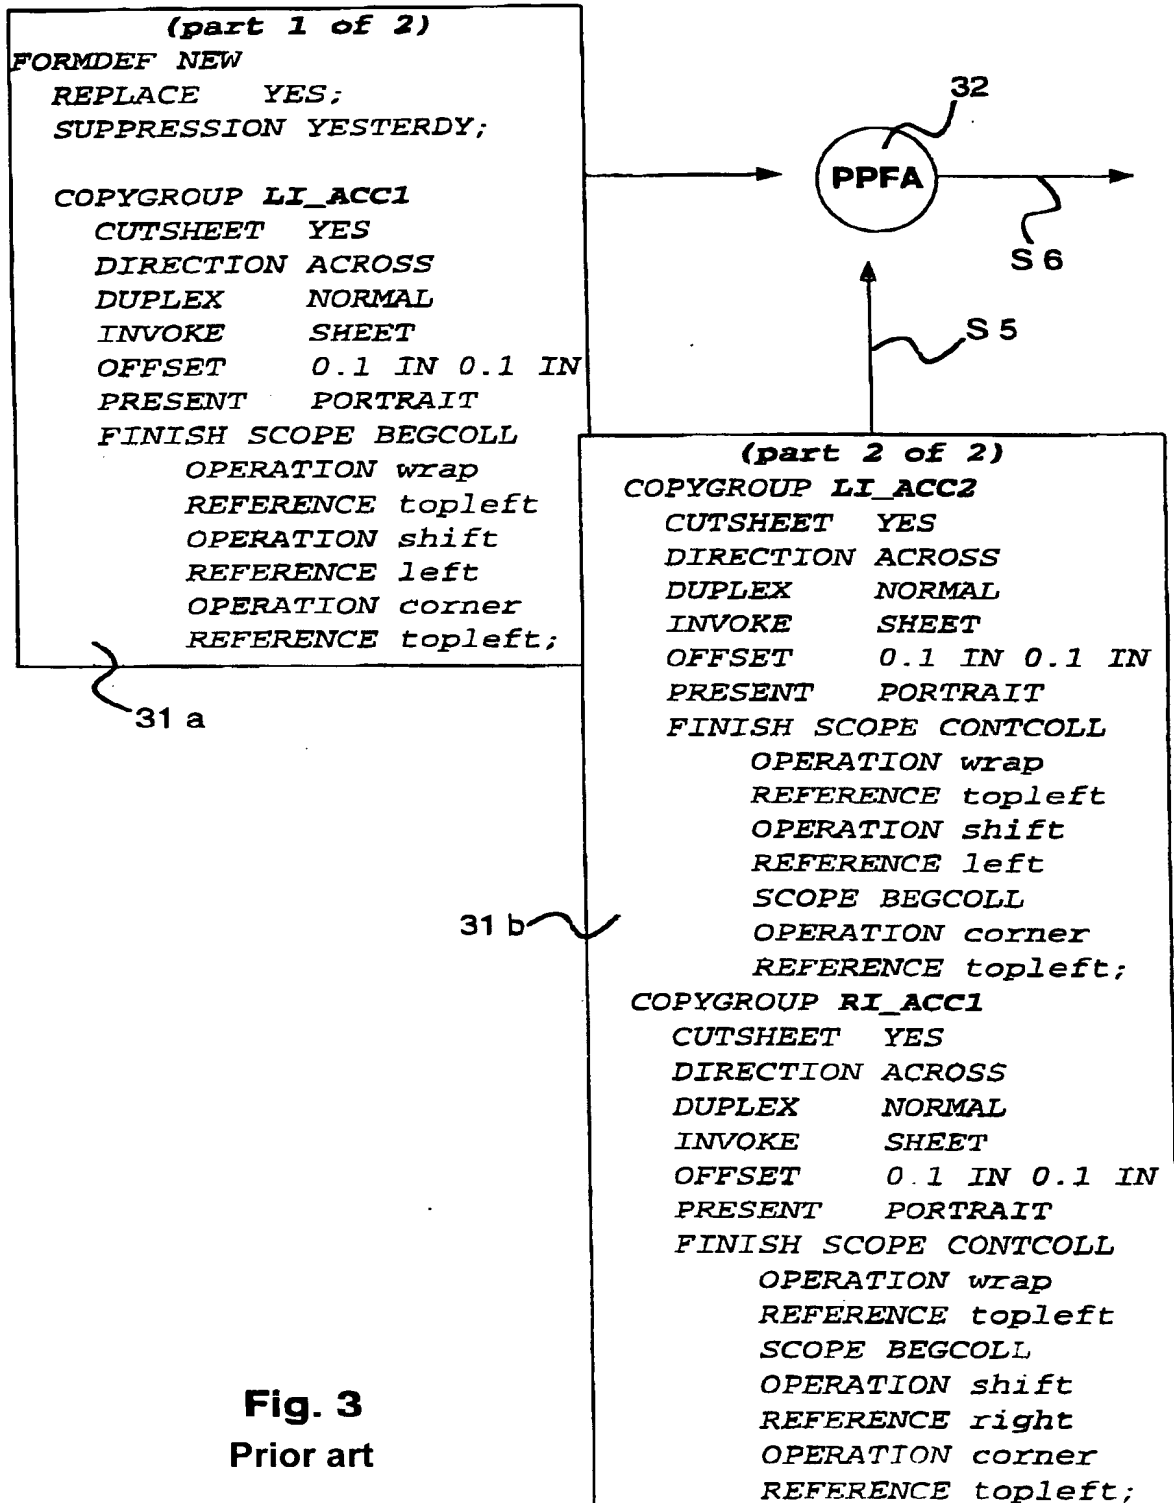 (part 1 of 2)
FORMDEF NEW
REPLACE YES;
SUPPRESSION YESTERDY;
COPYGROUP LI_ACC1
CUTSHEET YES
DIRECTION ACROSS
DUPLEX NORMAL
INVOKE SHEET
OFFSET 0.1 IN 0.1 IN
PRESENT PORTRAIT
FINISH SCOPE BEGCOLL
OPERATION wrap
REFERENCE topleft
OPERATION shift
REFERENCE left
OPERATION corner
REFERENCE topleft;
31 a
32
PPFA
S 6
S 5
(part 2 of 2)
COPYGROUP LI_ACC2
CUTSHEET YES
DIRECTION ACROSS
DUPLEX NORMAL
INVOKE SHEET
OFFSET 0.1 IN 0.1 IN
PRESENT PORTRAIT
FINISH SCOPE CONTCOLL
OPERATION wrap
REFERENCE topleft
OPERATION shift
REFERENCE left
SCOPE BEGCOLL
OPERATION corner
REFERENCE topleft;
31 b
COPYGROUP RI_ACC1
CUTSHEET YES
DIRECTION ACROSS
DUPLEX NORMAL
INVOKE SHEET
OFFSET 0.1 IN 0.1 IN
PRESENT PORTRAIT
FINISH SCOPE CONTCOLL
OPERATION wrap
REFERENCE topleft
SCOPE BEGCOLL
OPERATION shift
REFERENCE right
OPERATION corner
REFERENCE topleft;
Fig. 3
Prior art